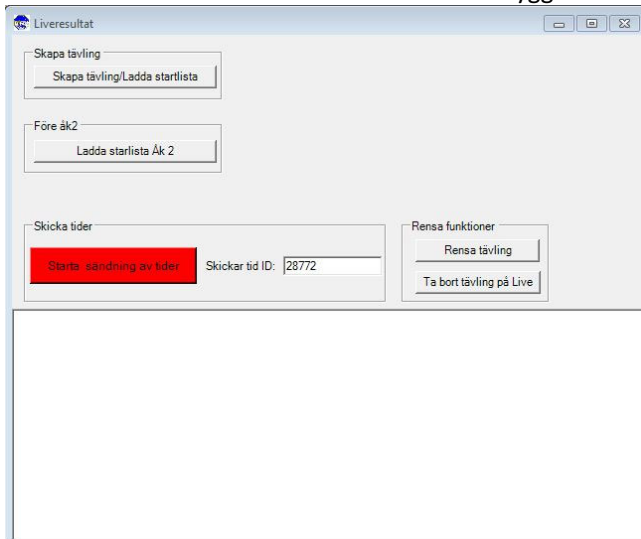 Liveresultat
Skapa tävling
Skapa tävling/Ladda startlista
Före åk2
Ladda starlista Åk 2
Skicka tider
Starta sändning av tider
Skickar tid ID: 28772
Rensa funktioner
Rensa tävling
Ta bort tävling på Live